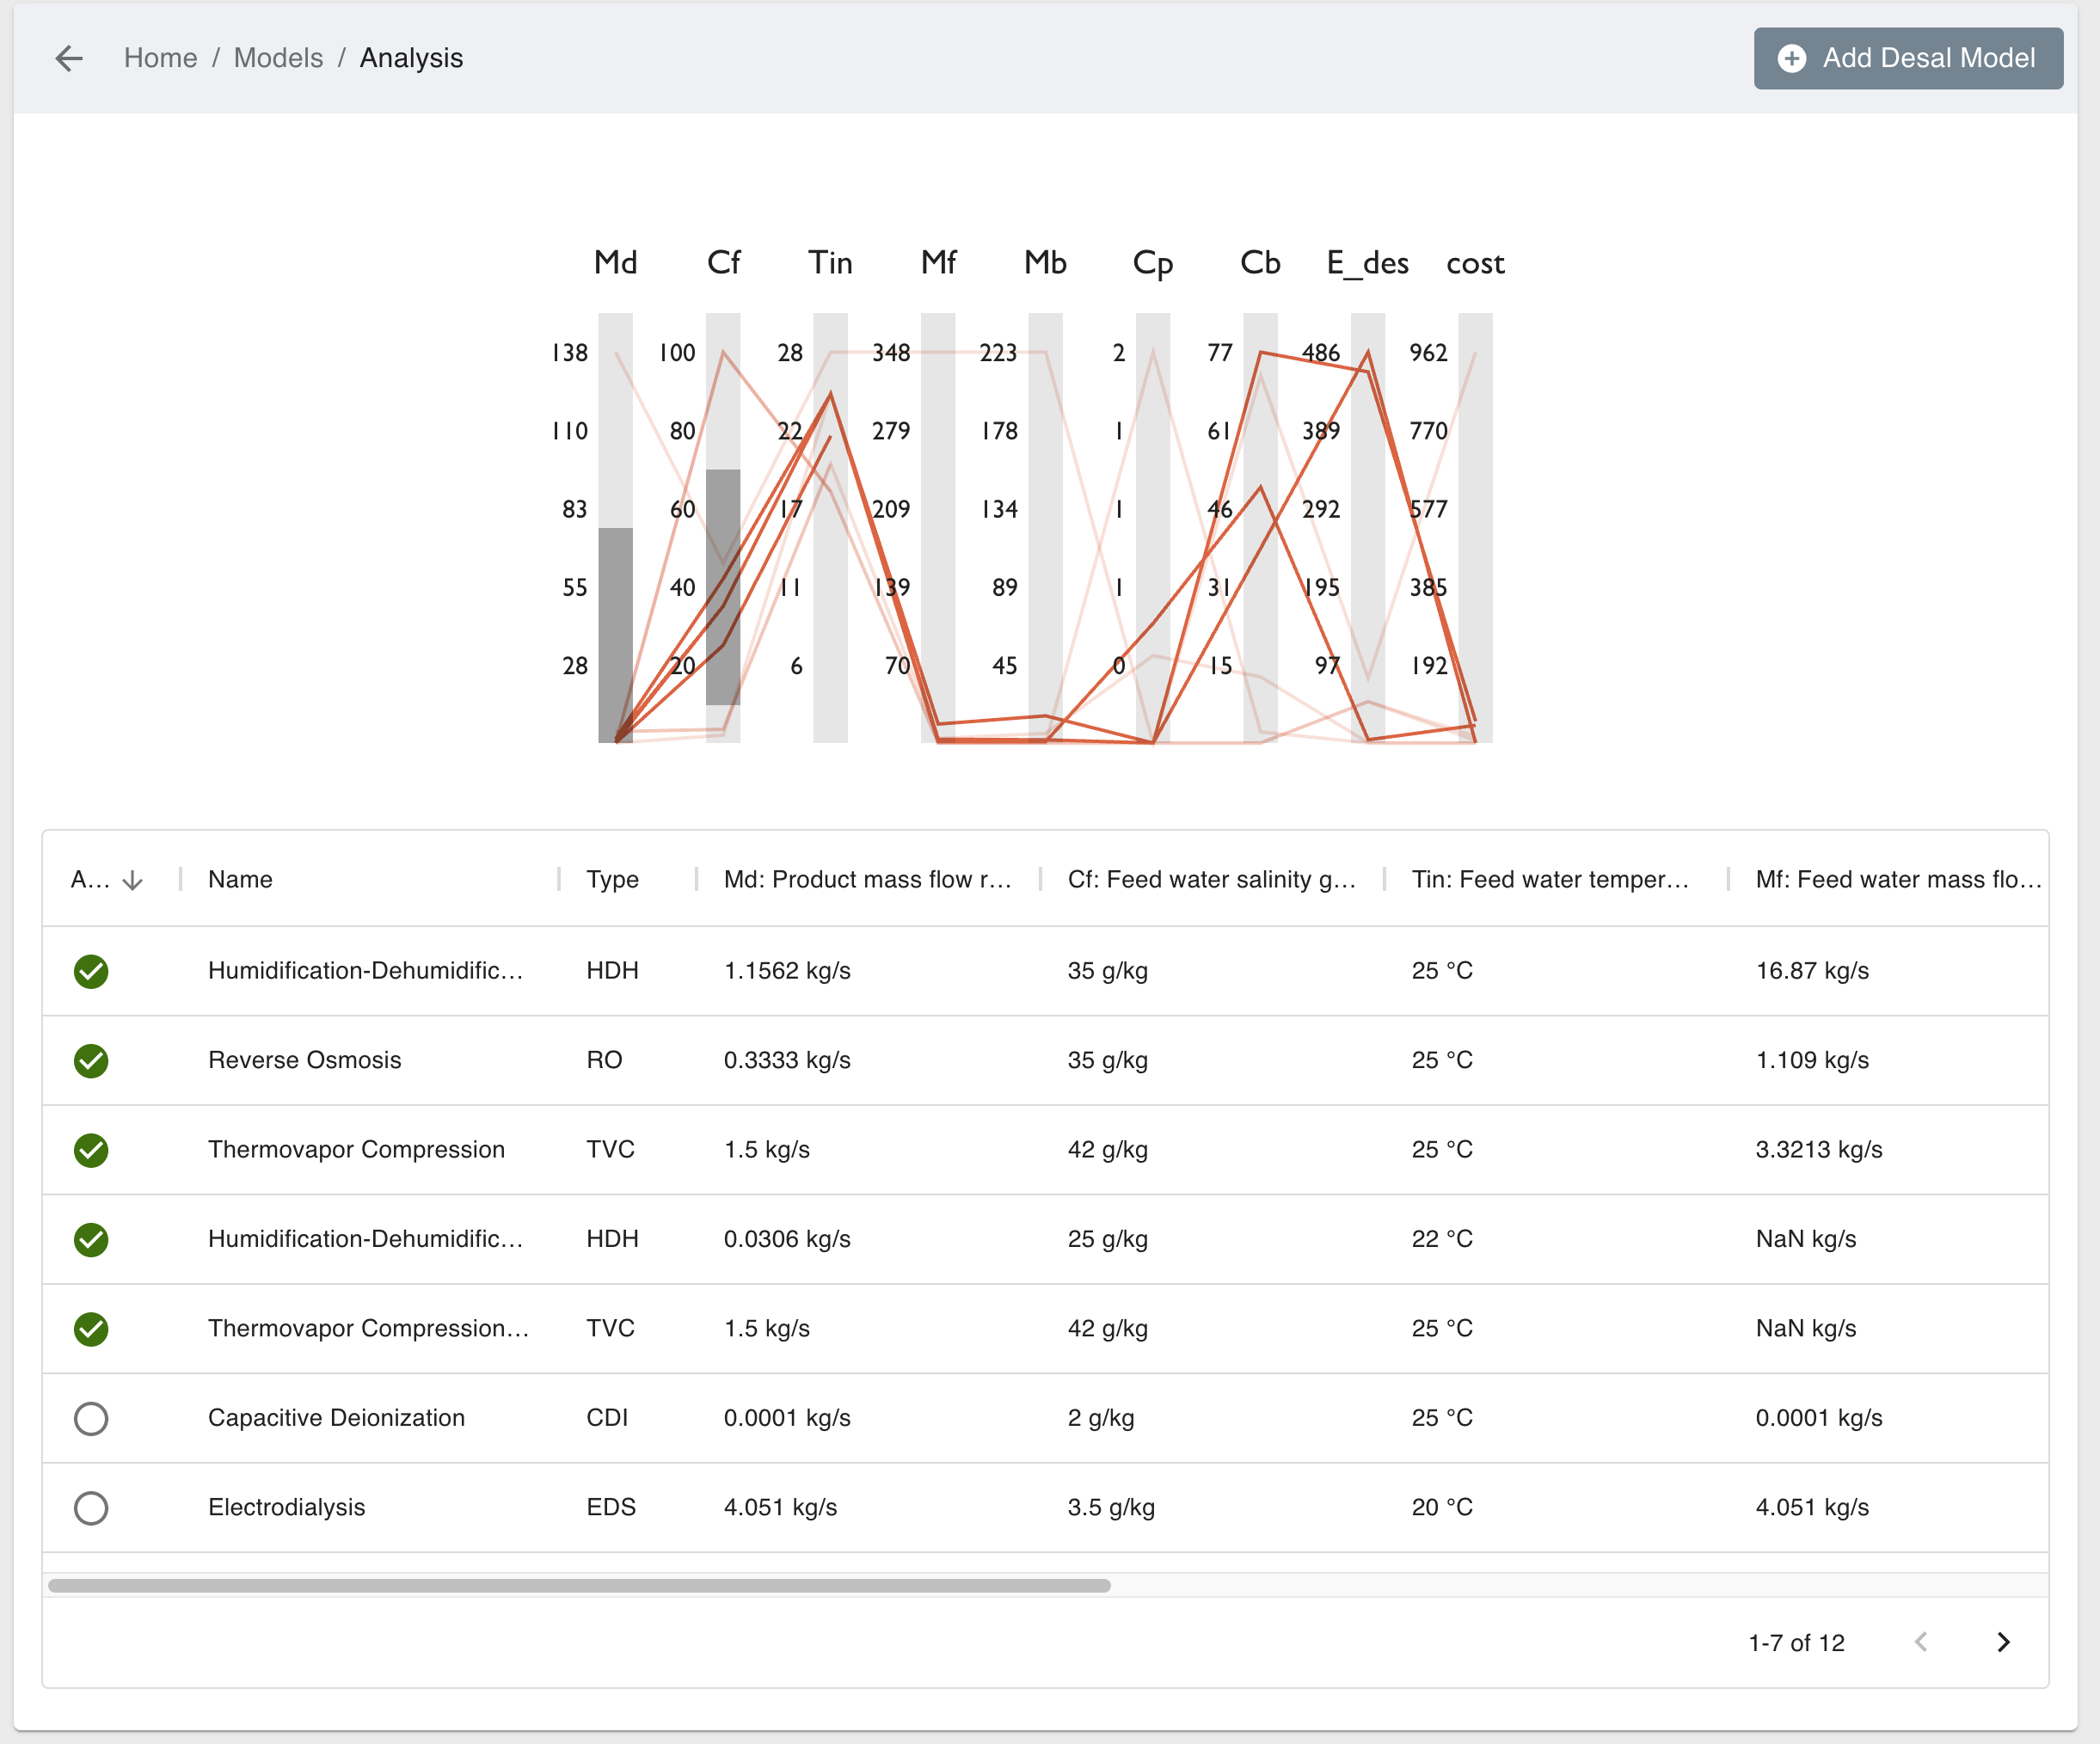 Home / Models / Analysis
Add Desal Model
Md Cf Tin Mf Mb Cp Cb E_des cost
138 100 28 348 223 2 77 486 962
110 80 22 279 178 1 61 389 770
83 60 17 209 134 1 46 292 577
55 40 11 139 89 1 31 195 385
28 20 6 70 45 0 15 97 192
A... Name Type Md: Product mass flow r... Cf: Feed water salinity g... Tin: Feed water temper... Mf: Feed water mass flo...
Humidification-Dehumidific... HDH 1.1562 kg/s 35 g/kg 25 °C 16.87 kg/s
Reverse Osmosis RO 0.3333 kg/s 35 g/kg 25 °C 1.109 kg/s
Thermovapor Compression TVC 1.5 kg/s 42 g/kg 25 °C 3.3213 kg/s
Humidification-Dehumidific... HDH 0.0306 kg/s 25 g/kg 22 °C NaN kg/s
Thermovapor Compression... TVC 1.5 kg/s 42 g/kg 25 °C NaN kg/s
Capacitive Deionization CDI 0.0001 kg/s 2 g/kg 25 °C 0.0001 kg/s
Electrodialysis EDS 4.051 kg/s 3.5 g/kg 20 °C 4.051 kg/s
1-7 of 12